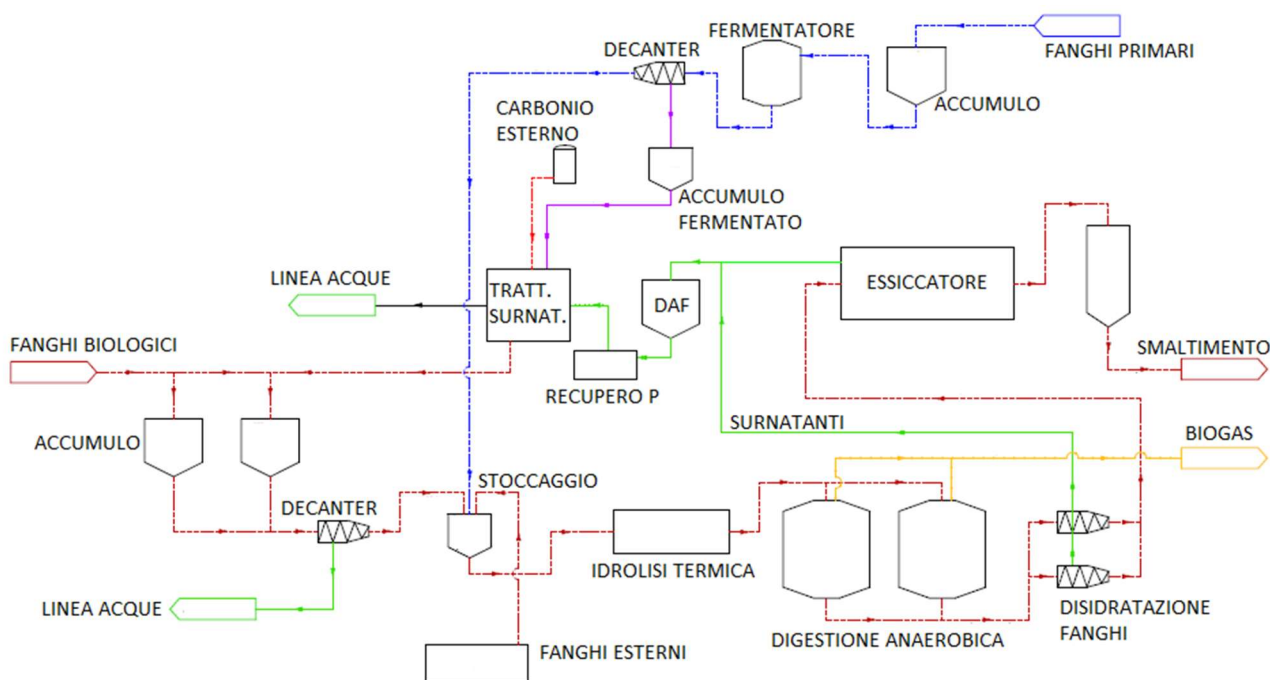 FERMENTATORE
DECANTER
FANGHI PRIMARI
ACCUMULO
CARBONIO
ESTERNO
ACCUMULO
FERMENTATO
LINEA ACQUE
TRATT.
SURNAT.
DAF
ESSICCATORE
FANGHI BIOLOGICI
SMALTIMENTO
RECUPERO P
ACCUMULO
SURNATANTI
BIOGAS
STOCCAGGIO
DECANTER
IDROLISI TERMICA
LINEA ACQUE
DISIDRATAZIONE
FANGHI
DIGESTIONE ANAEROBICA
FANGHI ESTERNI